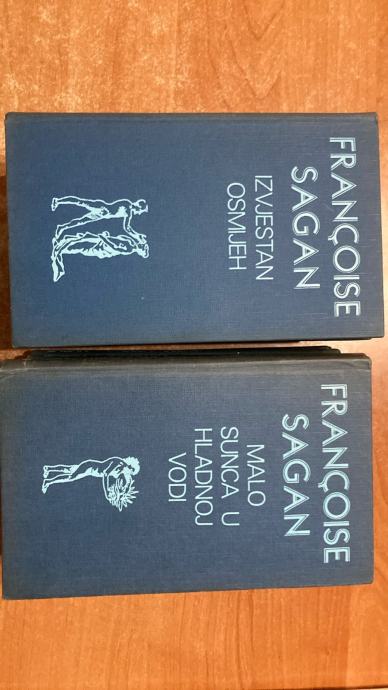 FRANÇOISE
SAGAN
IZVJESTAN
OSMIJEH
FRANÇOISE
SAGAN
MALO
SUNCA U
HLADNOJ
VODI